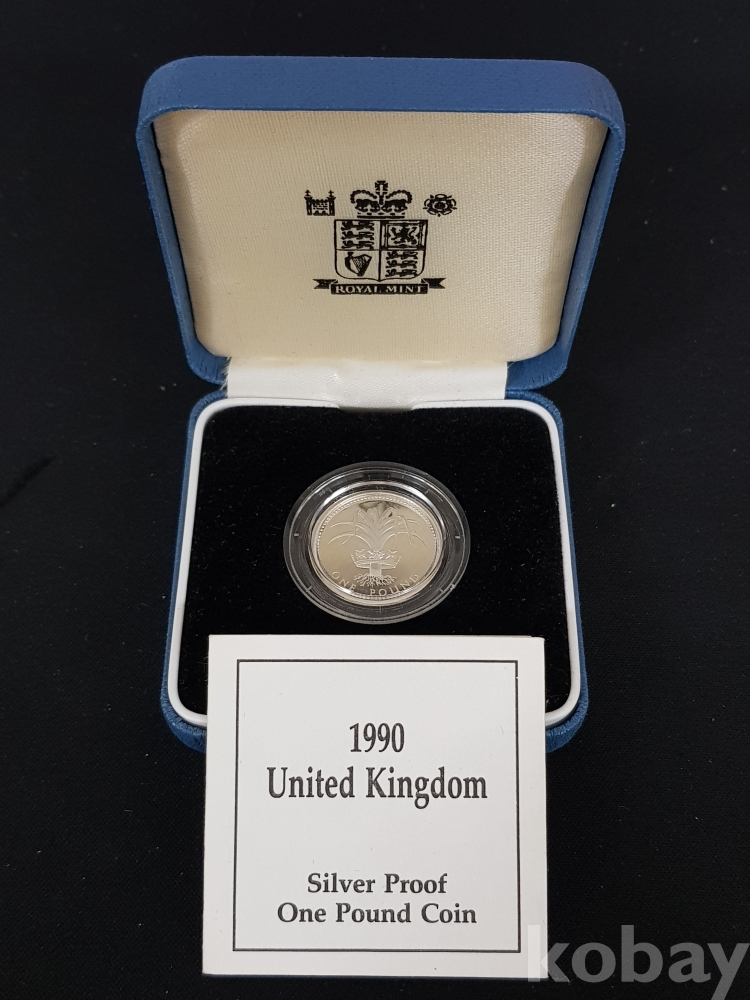 ROYAL MINT
ONE POUND
1990
United Kingdom
Silver Proof
One Pound Coin
kobay